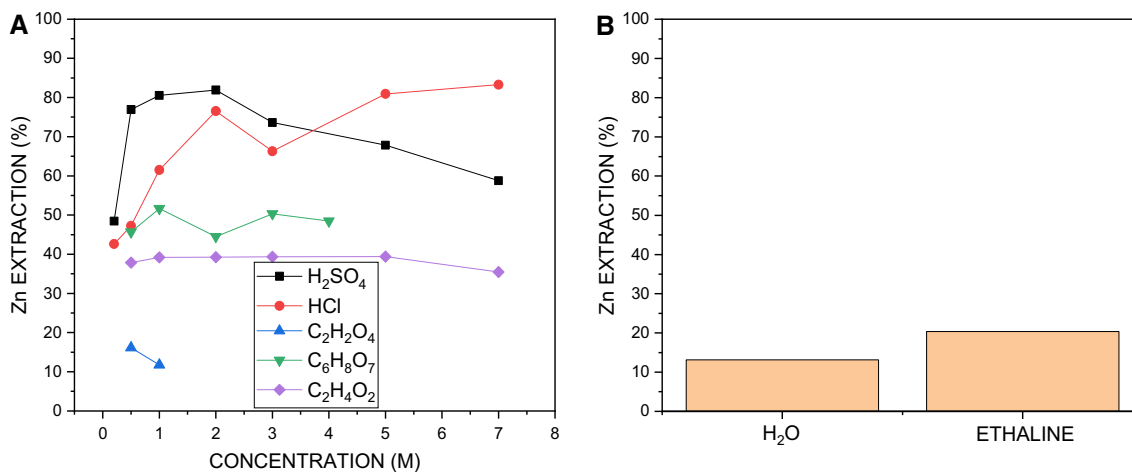 A
Zn EXTRACTION (%)
100
90
80
70
60
50
40
30
20
10
0
0 1 2 3 4 5 6 7 8
CONCENTRATION (M)
H₂SO₄
HCl
C₂H₂O₄
C₆H₈O₇
C₂H₄O₂
B
Zn EXTRACTION (%)
100
90
80
70
60
50
40
30
20
10
0
H₂O ETHALINE